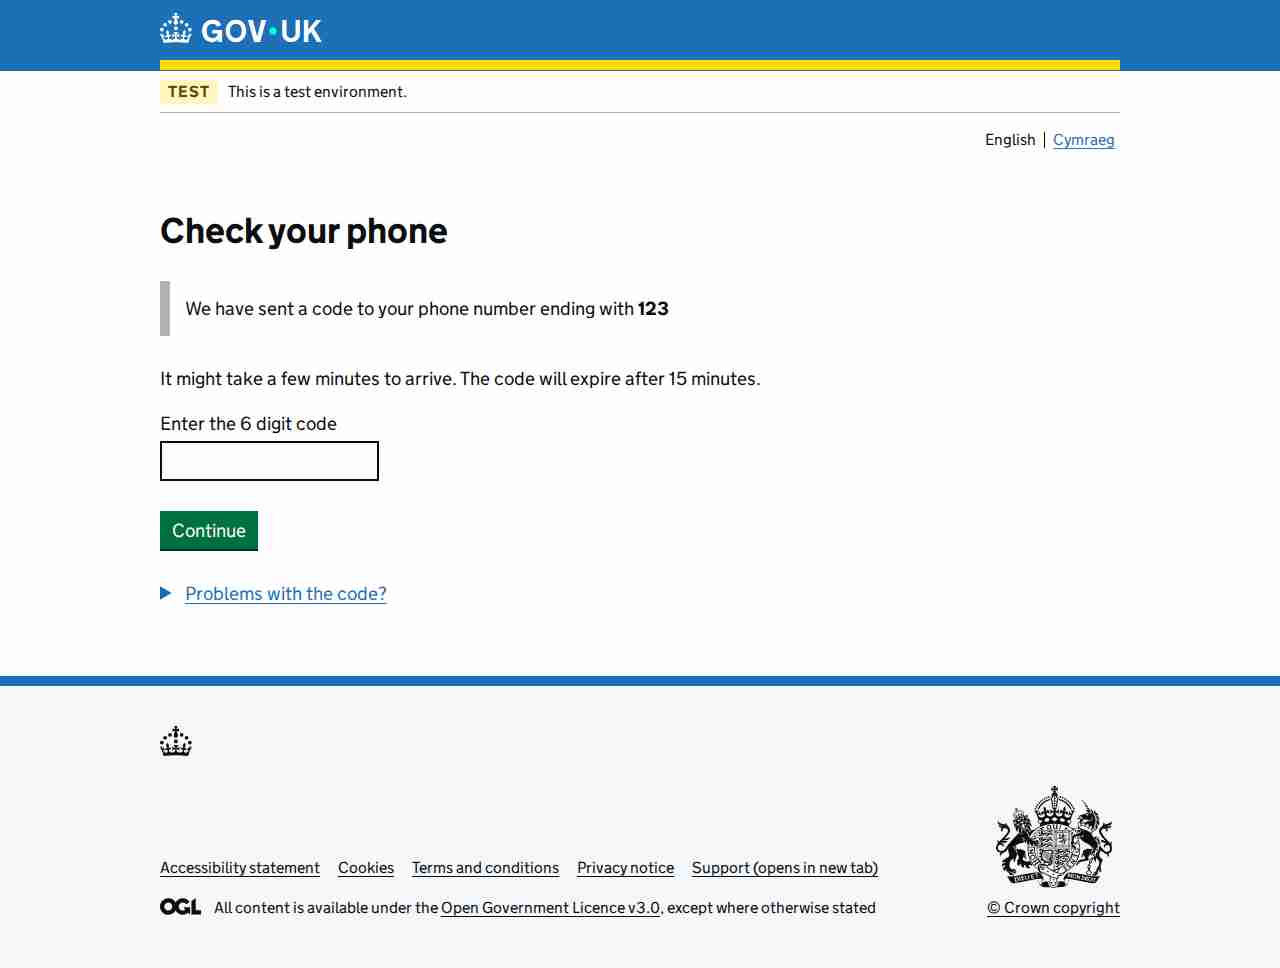 GOV·UK
TEST This is a test environment.
English Cymraeg
Check your phone
We have sent a code to your phone number ending with 123
It might take a few minutes to arrive. The code will expire after 15 minutes.
Enter the 6 digit code
Continue
Problems with the code?
Accessibility statement Cookies Terms and conditions Privacy notice Support (opens in new tab)
OGL All content is available under the Open Government Licence v3.0, except where otherwise stated
© Crown copyright